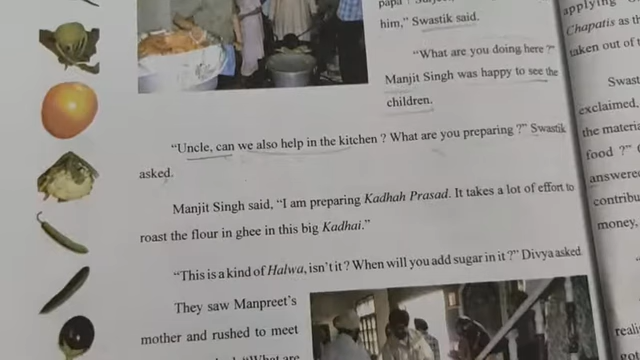 him,” Swastik said.
“What are you doing here ?”
Manjit Singh was happy to see the
children.
“Uncle, can we also help in the kitchen ? What are you preparing ?” Swastik
asked.
Manjit Singh said, “I am preparing Kadhah Prasad. It takes a lot of effort to
roast the flour in ghee in this big Kadhai.”
“This is a kind of Halwa, isn't it ? When will you add sugar in it ?” Divya asked.
They saw Manpreet's
mother and rushed to meet
“What are
applying
Chapatis as th
taken out of t
Swast
exclaimed.
the materia
food ?”
answered
contribu
money,
reali